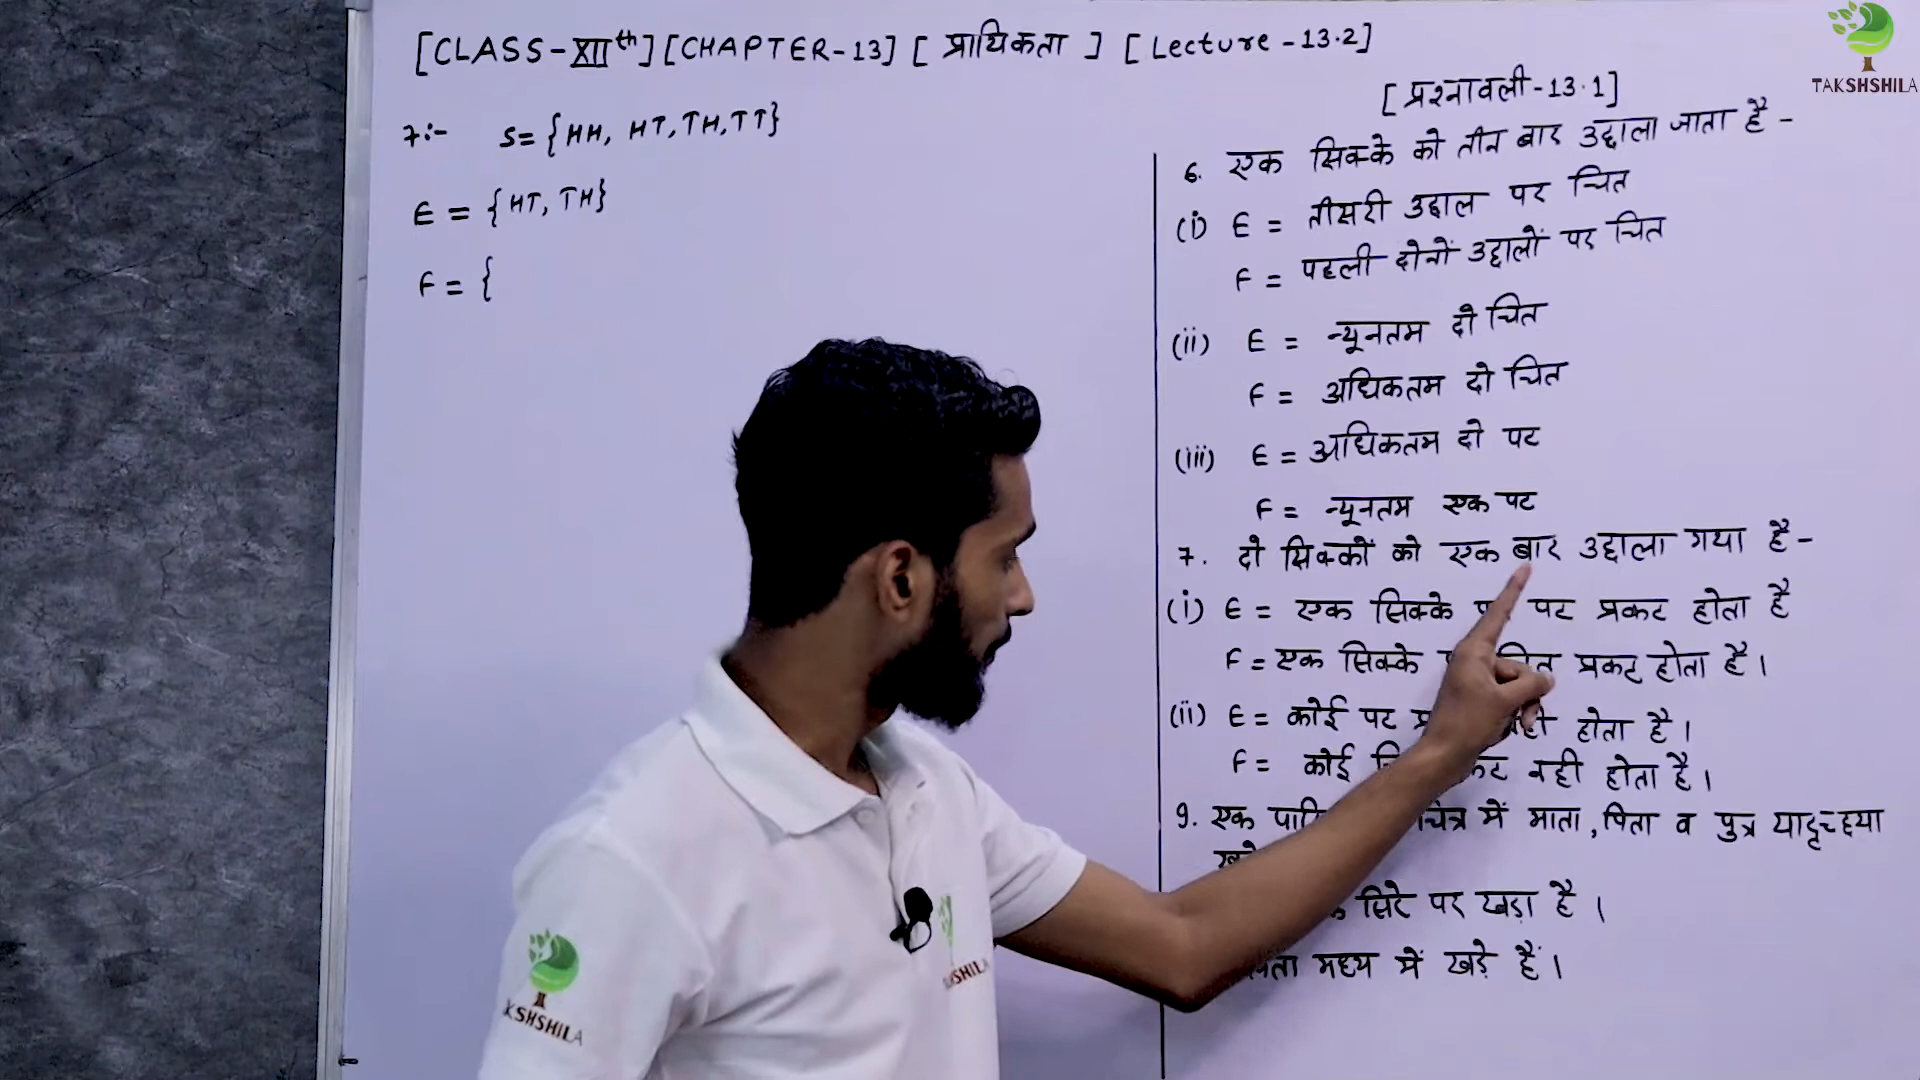 [CLASS-XIIth] [CHAPTER-13] [ प्रायिकता ] [ Lecture-13.2]
TAKSHSHILA
[ प्रश्नावली-13.1]
7:- S= {HH, HT, TH, TT}
E = {HT, TH}
F = {
6. एक सिक्के को तीन बार उछाला जाता है -
(i) E = तीसरी उछाल पर चित
F = पहली दोनों उछालों पर चित
(ii) E = न्यूनतम दो चित
F = अधिकतम दो चित
(iii) E = अधिकतम दो पट
F = न्यूनतम एक पट
7. दो सिक्कों को एक बार उछाला गया है -
(i) E = एक सिक्के पट प्रकट होता है
F = एक सिक्के प्रकट होता है।
(ii) E = कोई पट होता है।
F = कोई नही होता है।
9. एक में माता, पिता व पुत्र यादृच्छया
सिरे पर खड़ा है।
मध्य में खड़े हैं।
KSHSHILA
SHILA